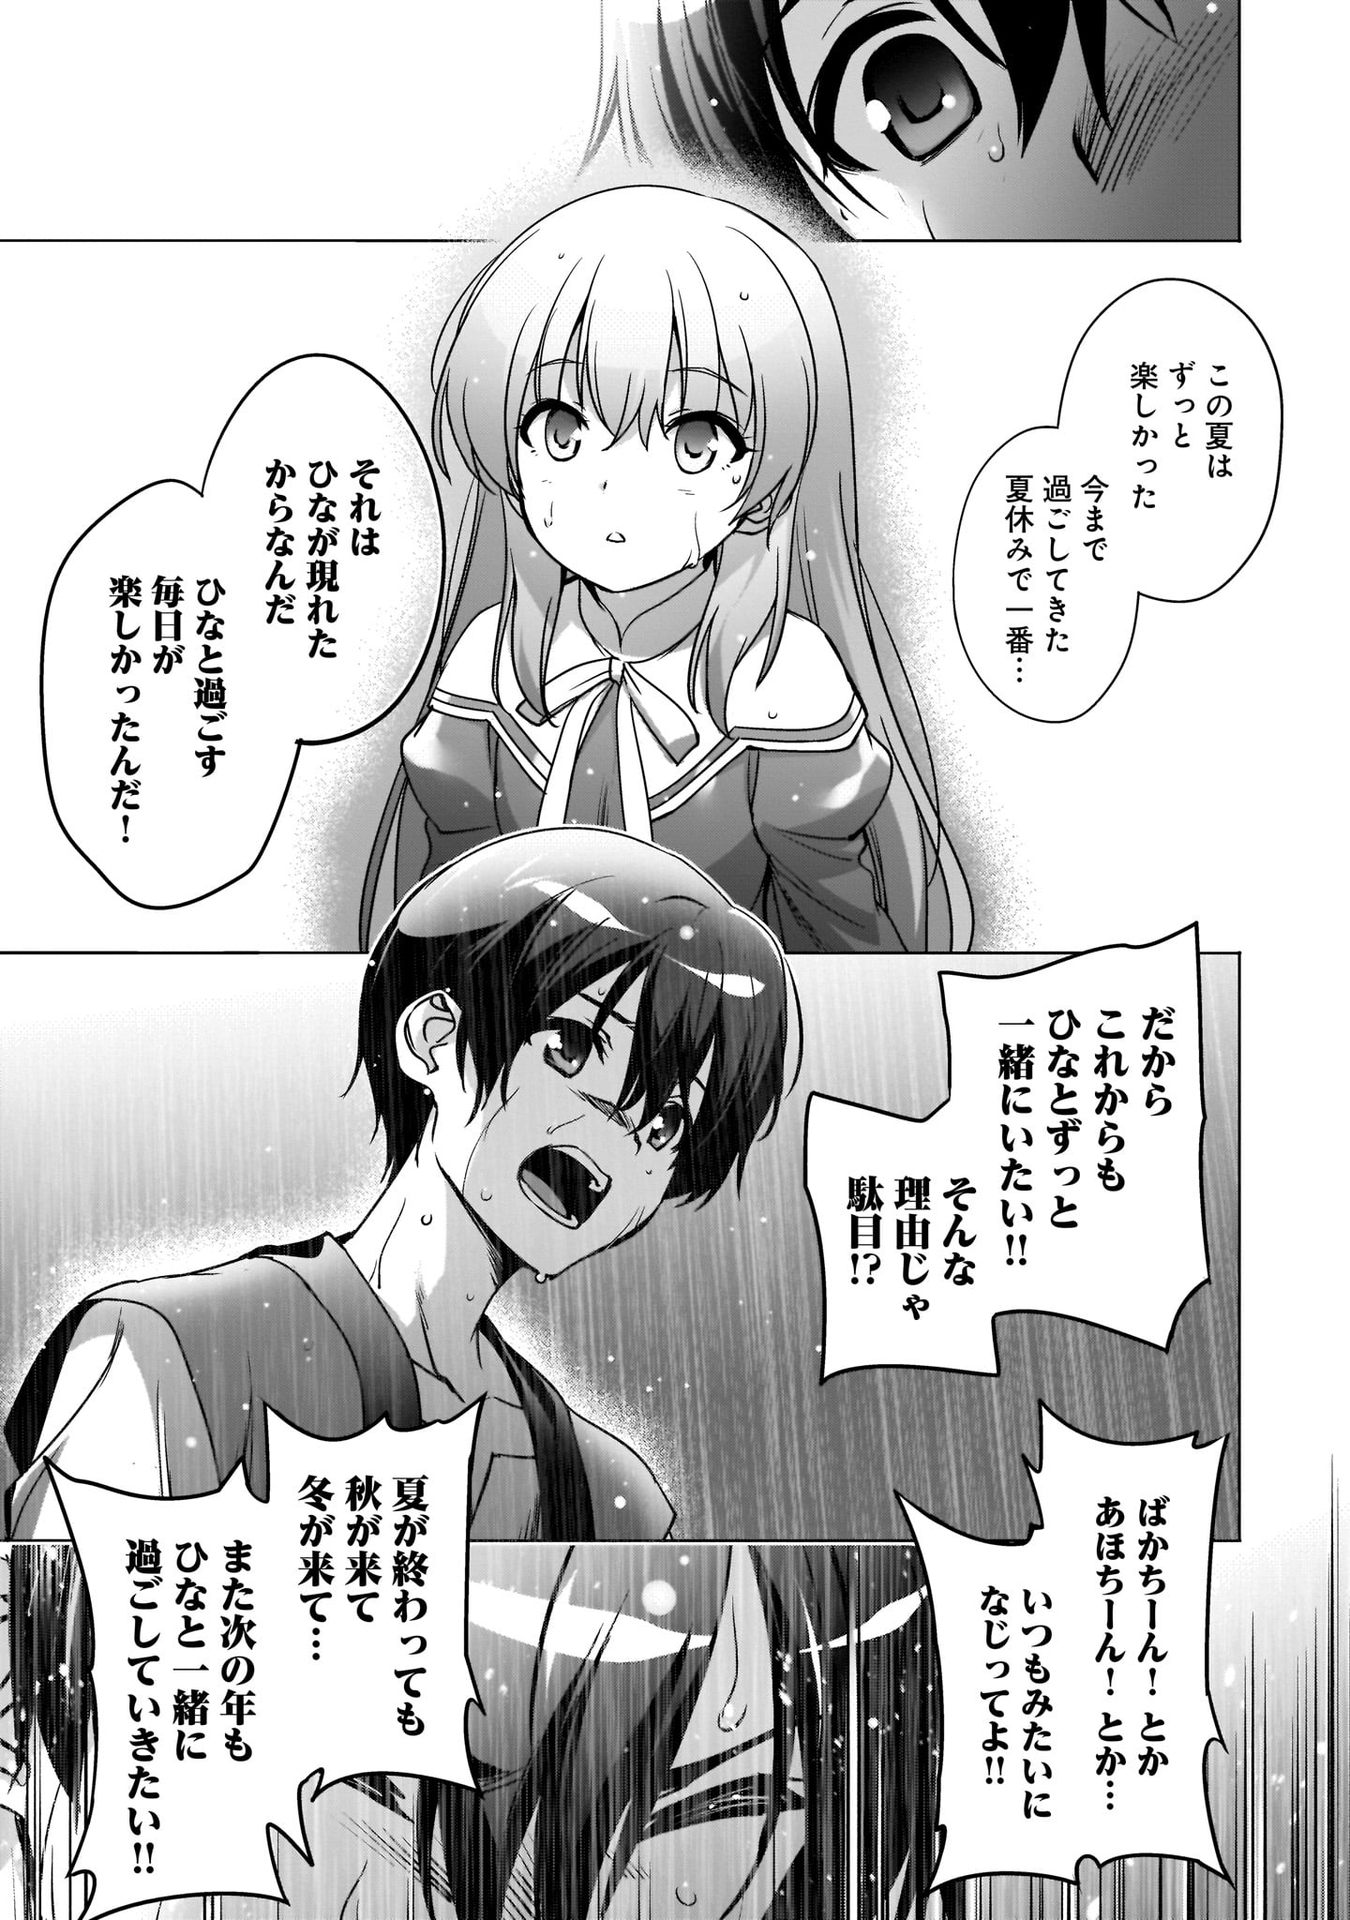 この夏は
ずっと
楽しかった
今まで
過ごしてきた
夏休みで一番…
それは
ひなが現れた
からなんだ
ひなと過ごす
毎日が
楽しかったんだ！
だから
これからも
ひなとずっと
一緒にいたい!!
そんな
理由じゃ
駄目!?
ばかちーん！とか
あほちーん！とか…
いつもみたいに
なじってよ!!
夏が終わっても
秋が来て
冬が来て…
また次の年も
ひなと一緒に
過ごしていきたい!!